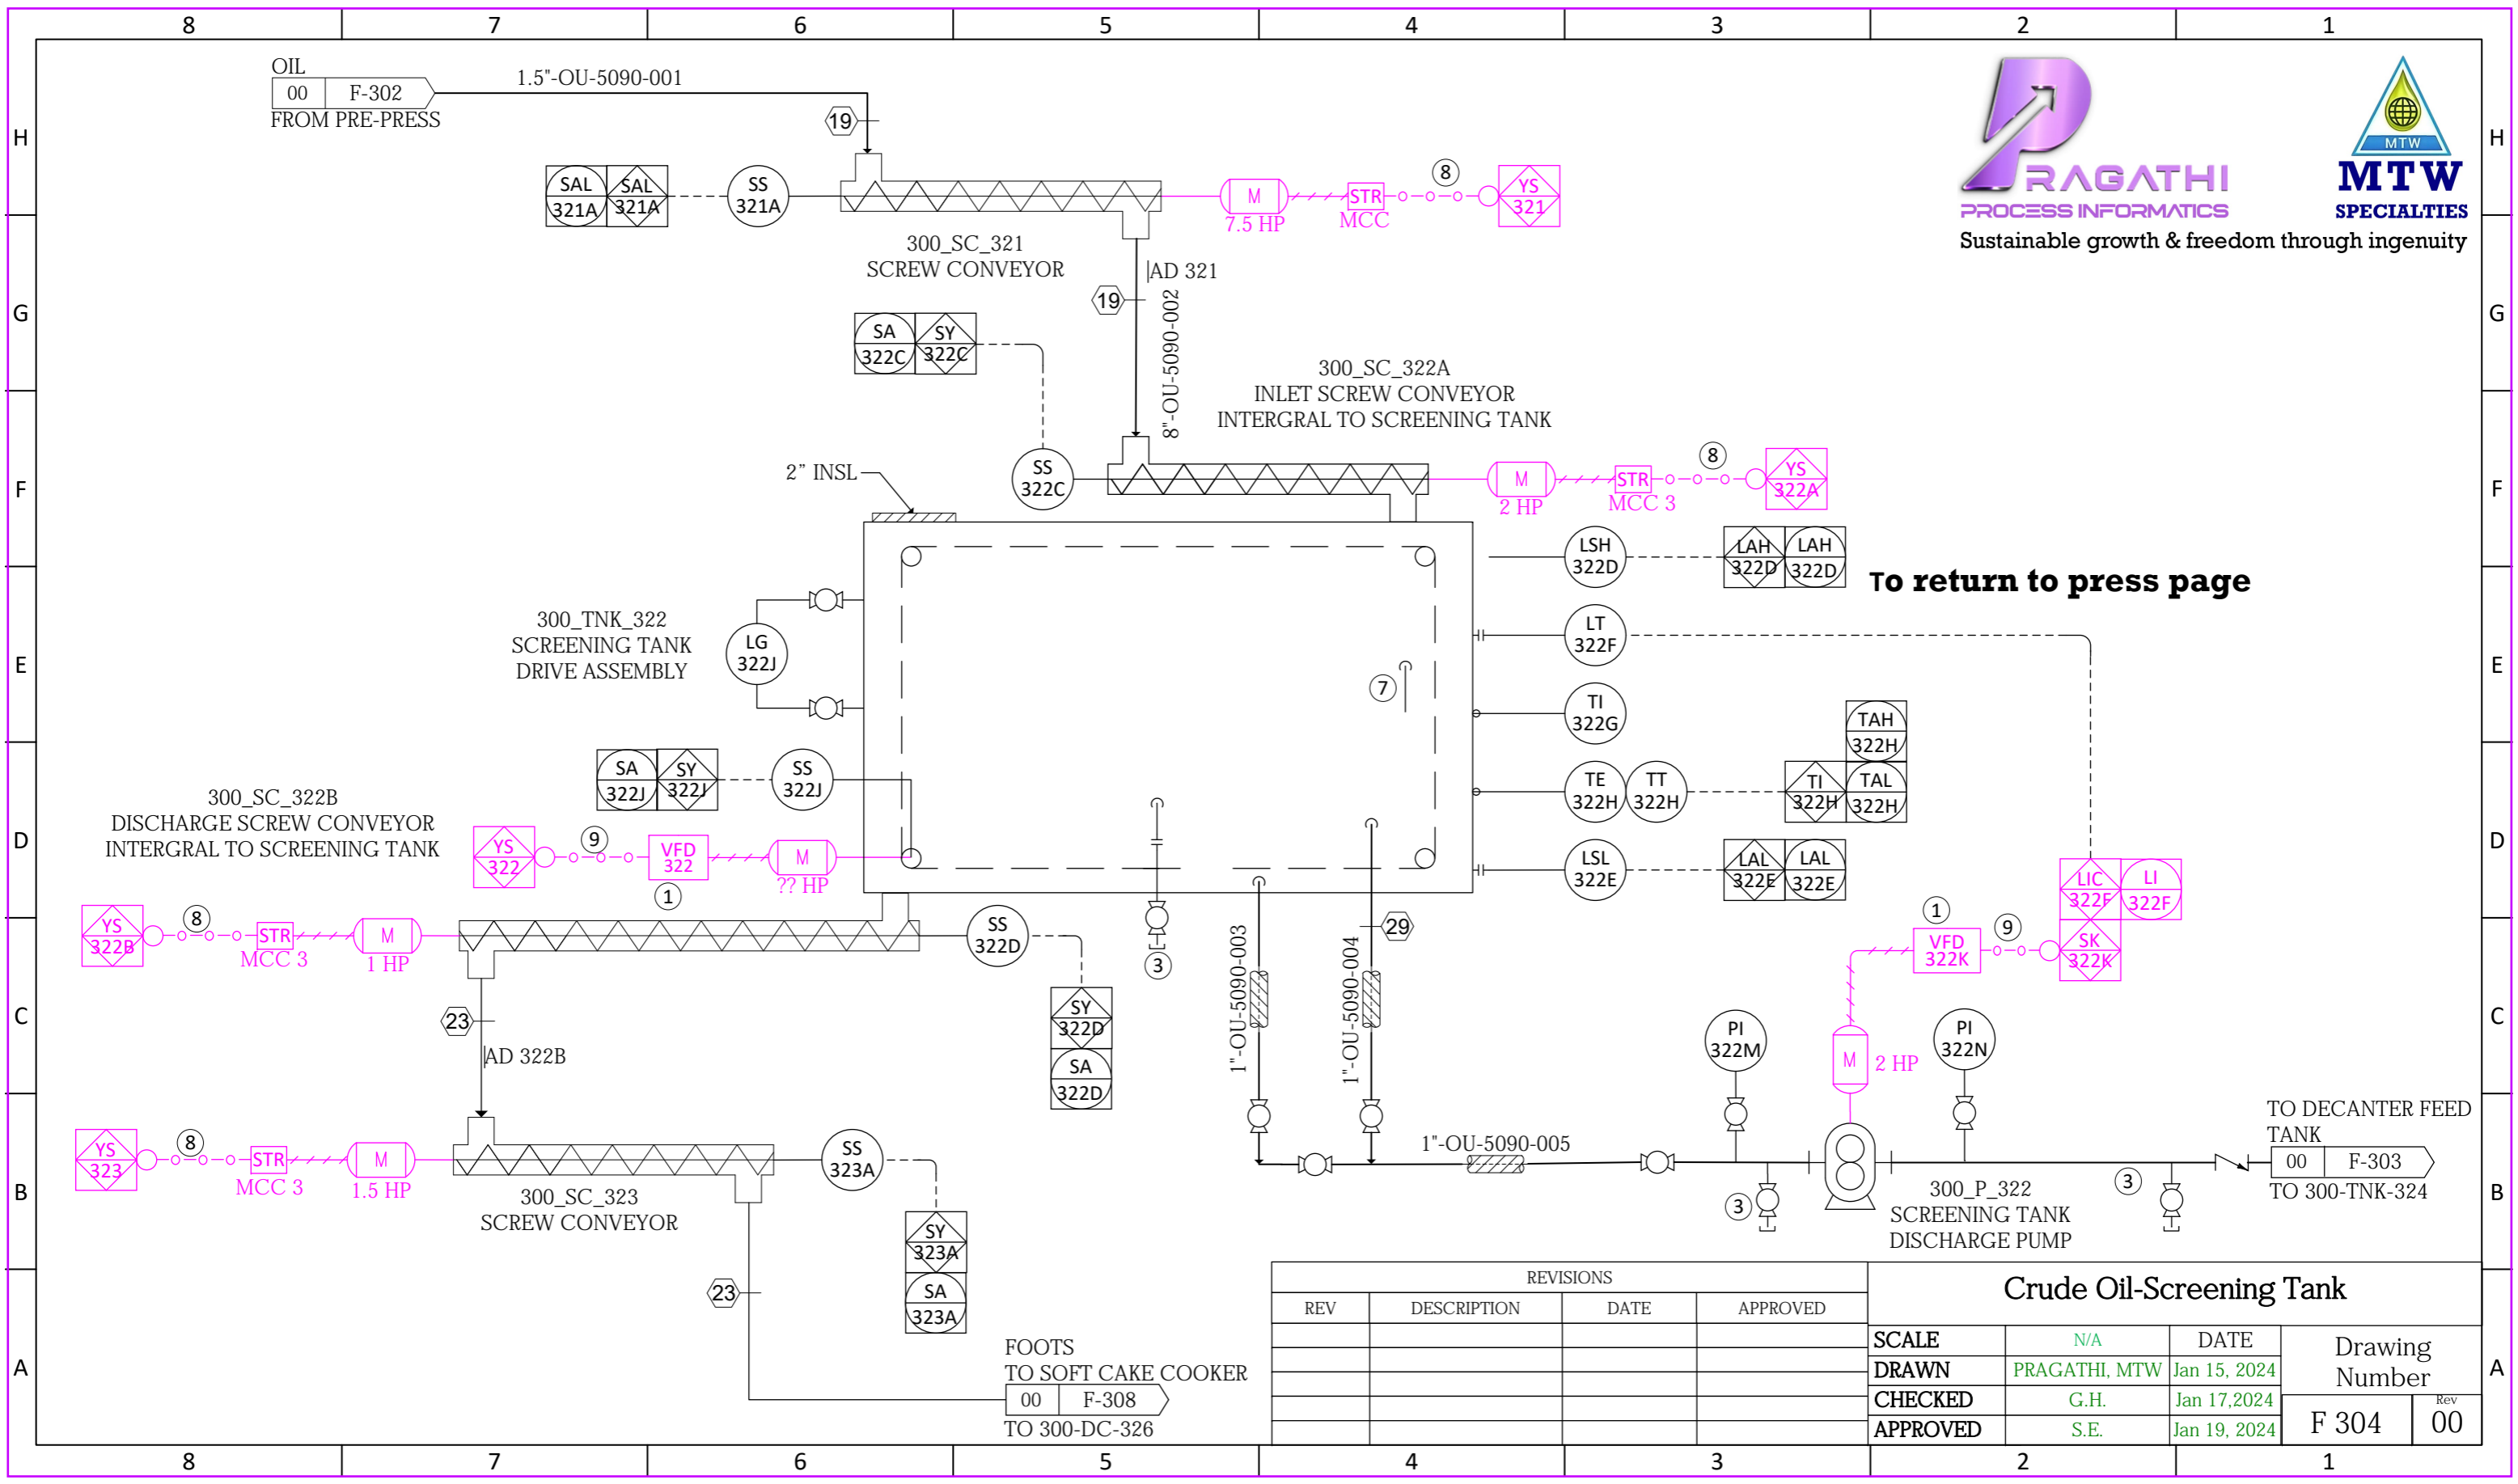 8 7 6 5 4 3 2 1
H
G
F
E
D
C
B
A
H
G
F
E
D
C
B
A
OIL
00 F-302
FROM PRE-PRESS
1.5"-OU-5090-001
19
SAL
321A
SAL
321A
SS
321A
M
7.5 HP
STR
MCC
8
YS
321
300_SC_321
SCREW CONVEYOR
AD 321
19
8"-OU-5090-002
SA
322C
SY
322C
300_SC_322A
INLET SCREW CONVEYOR
INTERGRAL TO SCREENING TANK
SS
322C
M
2 HP
STR
MCC 3
8
YS
322A
2” INSL
PRAGATHI
PROCESS INFORMATICS
MTW
MTW
SPECIALTIES
Sustainable growth & freedom through ingenuity
LSH
322D
LAH
322D
LAH
322D
To return to press page
300_TNK_322
SCREENING TANK
DRIVE ASSEMBLY
LG
322J
LT
322F
7
TI
322G
TAH
322H
TE
322H
TT
322H
TI
322H
TAL
322H
SA
322J
SY
322J
SS
322J
300_SC_322B
DISCHARGE SCREW CONVEYOR
INTERGRAL TO SCREENING TANK
YS
322
9
VFD
322
1
M
?? HP
LSL
322E
LAL
322E
LAL
322E
LIC
322F
LI
322F
YS
322B
8
STR
MCC 3
M
1 HP
SS
322D
3
1"-OU-5090-003
1"-OU-5090-004
29
1
VFD
322K
9
SK
322K
SY
322D
SA
322D
23
AD 322B
PI
322M
M
2 HP
PI
322N
YS
323
8
STR
MCC 3
M
1.5 HP
SS
323A
300_SC_323
SCREW CONVEYOR
SY
323A
SA
323A
23
1"-OU-5090-005
3
300_P_322
SCREENING TANK
DISCHARGE PUMP
3
TO DECANTER FEED
TANK
00 F-303
TO 300-TNK-324
FOOTS
TO SOFT CAKE COOKER
00 F-308
TO 300-DC-326
REVISIONS
REV DESCRIPTION DATE APPROVED
Crude Oil-Screening Tank
SCALE N/A DATE
DRAWN PRAGATHI, MTW Jan 15, 2024
CHECKED G.H. Jan 17,2024
APPROVED S.E. Jan 19, 2024
Drawing
Number
F 304
Rev
00
8 7 6 5 4 3 2 1